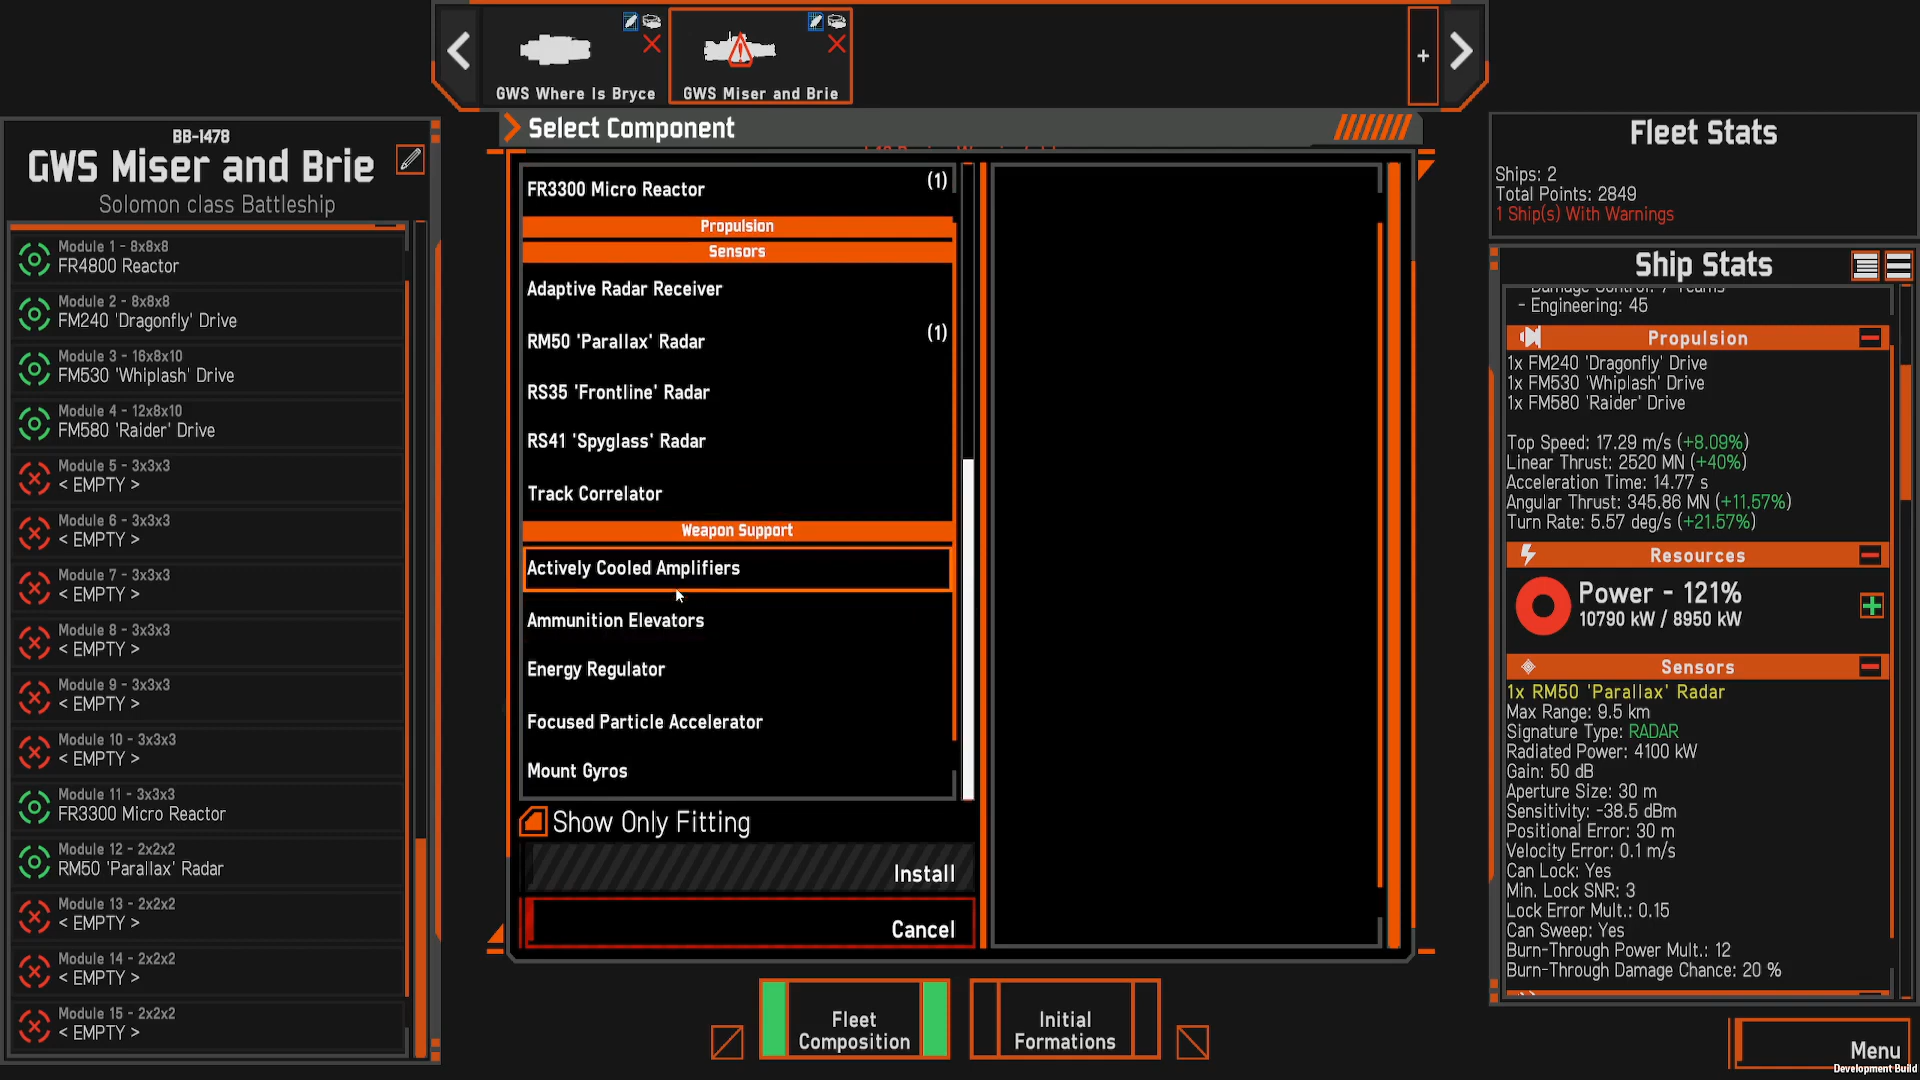 GWS Where Is Bryce
GWS Miser and Brie
+
BB-1478
GWS Miser and Brie
Solomon class Battleship
Module 1 - 8x8x8
FR4800 Reactor
Module 2 - 8x8x8
FM240 'Dragonfly' Drive
Module 3 - 16x8x10
FM530 'Whiplash' Drive
Module 4 - 12x8x10
FM580 'Raider' Drive
Module 5 - 3x3x3
< EMPTY >
Module 6 - 3x3x3
< EMPTY >
Module 7 - 3x3x3
< EMPTY >
Module 8 - 3x3x3
< EMPTY >
Module 9 - 3x3x3
< EMPTY >
Module 10 - 3x3x3
< EMPTY >
Module 11 - 3x3x3
FR3300 Micro Reactor
Module 12 - 2x2x2
RM50 'Parallax' Radar
Module 13 - 2x2x2
< EMPTY >
Module 14 - 2x2x2
< EMPTY >
Module 15 - 2x2x2
< EMPTY >
Select Component
FR3300 Micro Reactor (1)
Propulsion
Sensors
Adaptive Radar Receiver
RM50 'Parallax' Radar (1)
RS35 'Frontline' Radar
RS41 'Spyglass' Radar
Track Correlator
Weapon Support
Actively Cooled Amplifiers
Ammunition Elevators
Energy Regulator
Focused Particle Accelerator
Mount Gyros
Show Only Fitting
Install
Cancel
Fleet
Composition
Initial
Formations
Fleet Stats
Ships: 2
Total Points: 2849
1 Ship(s) With Warnings
Ship Stats
- Damage Control: 7 Teams
- Engineering: 45
Propulsion
1x FM240 'Dragonfly' Drive
1x FM530 'Whiplash' Drive
1x FM580 'Raider' Drive
Top Speed: 17.29 m/s (+8.09%)
Linear Thrust: 2520 MN (+40%)
Acceleration Time: 14.77 s
Angular Thrust: 345.86 MN (+11.57%)
Turn Rate: 5.57 deg/s (+21.57%)
Resources
Power - 121%
10790 kW / 8950 kW
Sensors
1x RM50 'Parallax' Radar
Max Range: 9.5 km
Signature Type: RADAR
Radiated Power: 4100 kW
Gain: 50 dB
Aperture Size: 30 m
Sensitivity: -38.5 dBm
Positional Error: 30 m
Velocity Error: 0.1 m/s
Can Lock: Yes
Min. Lock SNR: 3
Lock Error Mult.: 0.15
Can Sweep: Yes
Burn-Through Power Mult.: 12
Burn-Through Damage Chance: 20 %
Menu
Development Build